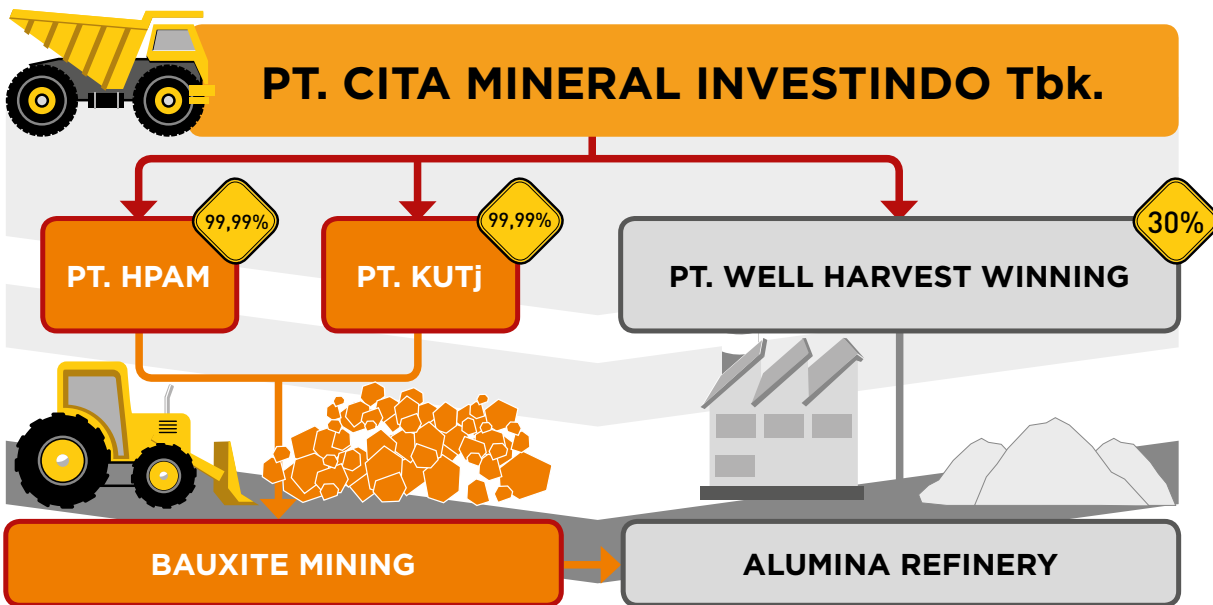 PT. CITA MINERAL INVESTINDO Tbk.
99,99%
99,99%
30%
PT. HPAM
PT. KUTj
PT. WELL HARVEST WINNING
BAUXITE MINING
ALUMINA REFINERY